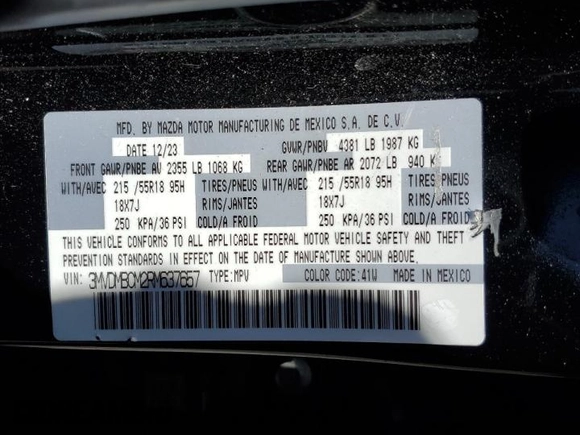 MFD. BY MAZDA MOTOR MANUFACTURING DE MEXICO S.A. DE C.V.
DATE 12/23 GVWR/PNBV 4381 LB 1987 KG
FRONT GAWR/PNBE AV 2355 LB 1068 KG REAR GAWR/PNBE AR 2072 LB 940 KG
WITH/AVEC 215 /55R18 95H TIRES/PNEUS WITH/AVEC 215 /55R18 95H TIRES/PNEUS
18X7J RIMS/JANTES 18X7J RIMS/JANTES
250 KPA/36 PSI COLD/A FROID 250 KPA/36 PSI COLD/A FROID
THIS VEHICLE CONFORMS TO ALL APPLICABLE FEDERAL MOTOR VEHICLE SAFETY AND THEFT
PREVENTION STANDARDS IN EFFECT ON THE DATE OF MANUFACTURE SHOWN ABOVE.
VIN: 3MVDMBCM2RM637657 TYPE:MPV COLOR CODE:41W MADE IN MEXICO